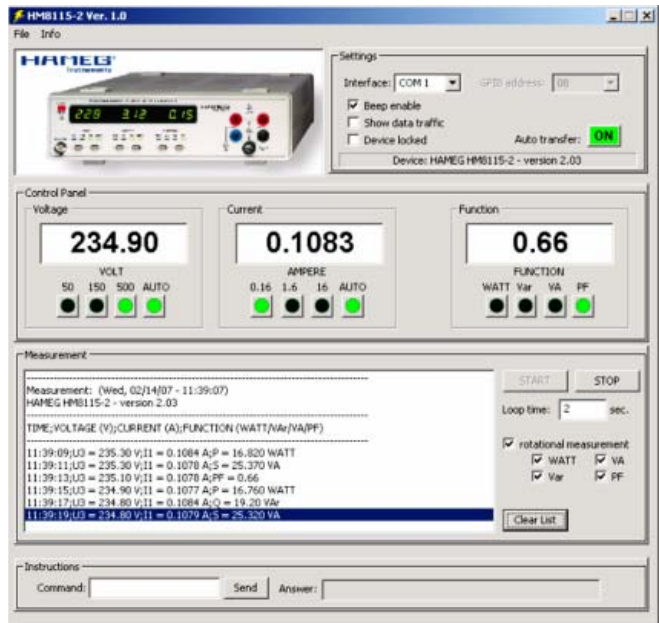 HM8115-2 Ver. 1.0
File Info
HAMEG
Instruments
228 3.12 0.15
Settings
Interface: COM 1 GPIB address: 08
Beep enable
Show data traffic
Device locked Auto transfer: ON
Device: HAMEG HM8115-2 - version 2.03
Control Panel
Voltage Current Function
234.90 0.1083 0.66
VOLT AMPERE FUNCTION
50 150 500 AUTO 0.16 1.6 16 AUTO WATT Var VA PF
Measurement
Measurement: (Wed, 02/14/07 - 11:39:07)
HAMEG HM8115-2 - version 2.03
TIME;VOLTAGE (V);CURRENT (A);FUNCTION (WATT/VAr/VA/PF)
11:39:09;U3 = 235.30 V;I1 = 0.1084 A;P = 16.820 WATT
11:39:11;U3 = 235.30 V;I1 = 0.1078 A;S = 25.370 VA
11:39:13;U3 = 235.10 V;I1 = 0.1078 A;PF = 0.66
11:39:15;U3 = 234.90 V;I1 = 0.1077 A;P = 16.760 WATT
11:39:17;U3 = 234.80 V;I1 = 0.1084 A;Q = 19.20 VAr
11:39:19;U3 = 234.80 V;I1 = 0.1079 A;S = 25.320 VA
START STOP
Loop time: 2 sec.
rotational measurement
WATT VA
Var PF
Clear List
Instructions
Command: Send Answer: